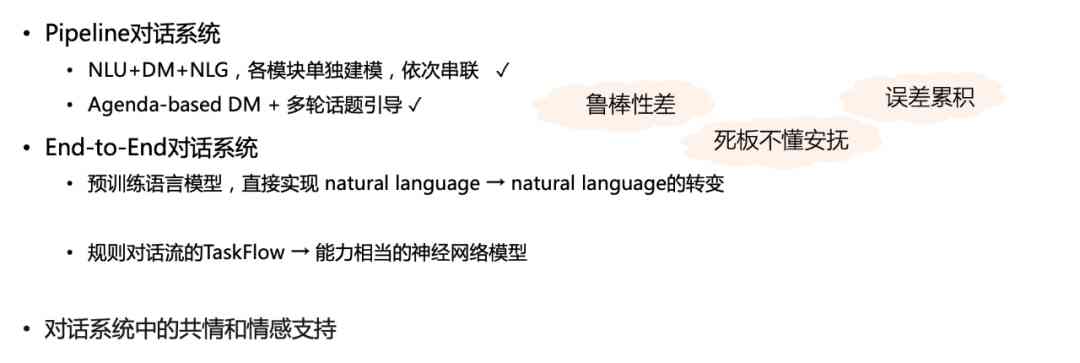 • Pipeline对话系统
• NLU+DM+NLG，各模块单独建模，依次串联 ✓
• Agenda-based DM + 多轮话题引导 ✓
鲁棒性差
误差累积
死板不懂安抚
• End-to-End对话系统
• 预训练语言模型，直接实现 natural language → natural language的转变
• 规则对话流的TaskFlow → 能力相当的神经网络模型
• 对话系统中的共情和情感支持